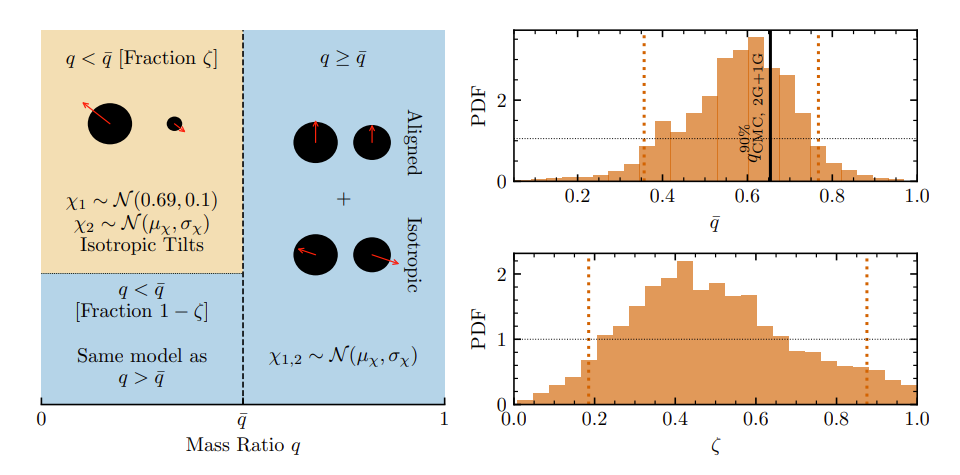 q < q̄ [Fraction ζ]
χ₁ ∼ N(0.69, 0.1)
χ₂ ∼ N(μχ, σχ)
Isotropic Tilts
q < q̄
[Fraction 1 − ζ]
Same model as
q > q̄
q ≥ q̄
Aligned
+
Isotropic
χ₁,₂ ∼ N(μχ, σχ)
0
q̄
1
Mass Ratio q
PDF
2
0
q^90%_CMC, 2G+1G
0.2
0.4
0.6
0.8
1.0
q̄
PDF
2
1
0
0.0
0.2
0.4
0.6
0.8
1.0
ζ